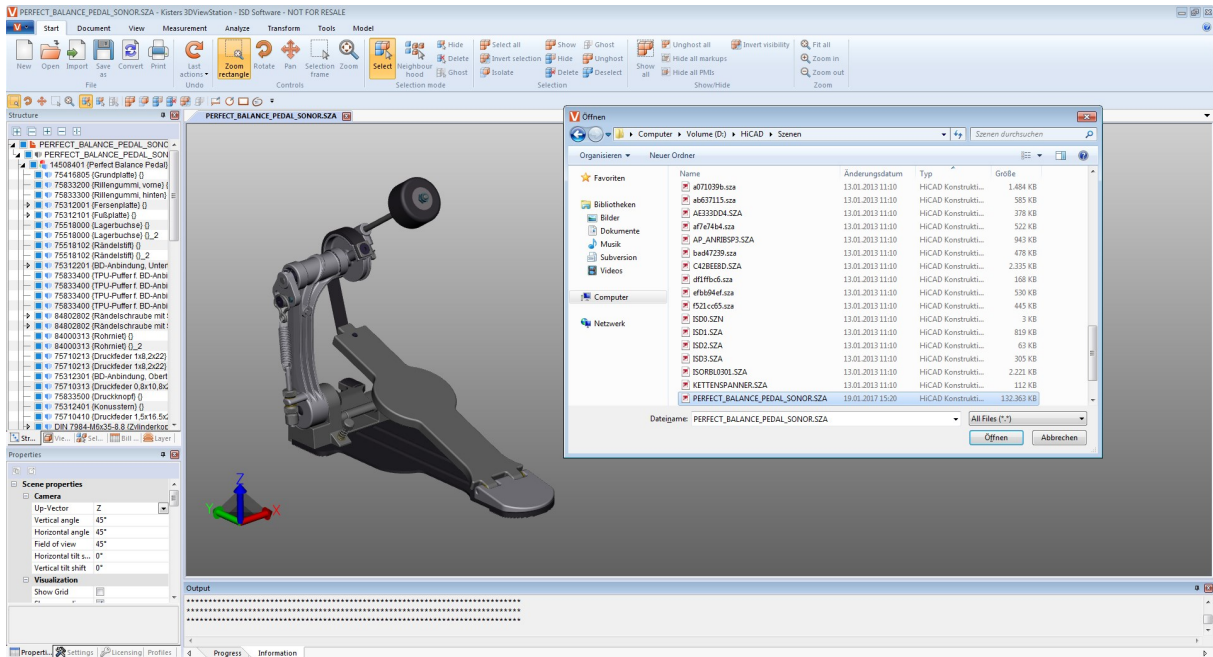 PERFECT_BALANCE_PEDAL_SONOR.SZA - Kisters 3DViewStation - ISD Software - NOT FOR RESALE
Start Document View Measurement Analyze Transform Tools Model
New Open Import Save as Convert Print
File
Last actions
Undo
Zoom rectangle Rotate Pan Selection frame Zoom
Controls
Select Neighbour hood Hide Delete Ghost
Selection mode
Select all Show Ghost
Invert selection Hide Unghost
Isolate Delete Deselect
Selection
Show all
Unghost all Invert visibility
Hide all markups
Hide all PMIs
Show/Hide
Fit all
Zoom in
Zoom out
Zoom
Structure
PERFECT_BALANCE_PEDAL_SONOR.SZA
PERFECT_BALANCE_PEDAL_SONC
PERFECT_BALANCE_PEDAL_SON
14508401 {Perfect Balance Pedal}
75416805 {Grundplatte} {}
75833200 {Rillengummi, vorne} {
75833300 {Rillengummi, hinten} {
75312001 {Fersenplatte} {}
75312101 {Fußplatte} {}
75518000 {Lagerbuchse} {}
75518000 {Lagerbuchse} {}_2
75518102 {Rändelstift} {}
75518102 {Rändelstift} {}_2
75312201 {BD-Anbindung, Unter
75833400 {TPU-Puffer f. BD-Anbi
75833400 {TPU-Puffer f. BD-Anbi
75833400 {TPU-Puffer f. BD-Anbi
75833400 {TPU-Puffer f. BD-Anbi
84802802 {Rändelschraube mit
84802802 {Rändelschraube mit
84000313 {Rohrniet} {}
84000313 {Rohrniet} {}_2
75710213 {Druckfeder 1x8,2x22}
75710213 {Druckfeder 1x8,2x22}
75312301 {BD-Anbindung, Obert
75710313 {Druckfeder 0,8x10,8x2
75833500 {Druckknopf} {}
75312401 {Konusstern} {}
75710410 {Druckfeder 1,5x16.5x2
DIN 7984-M6x35-8.8 {Zylinderkop
Str... Vie... Sel... Bill ... Layer
Properties
Scene properties
Camera
Up-Vector Z
Vertical angle 45°
Horizontal angle 45°
Field of view 45°
Horizontal tilt s... 0°
Vertical tilt shift 0°
Visualization
Show Grid
Properti... Settings Licensing Profiles
Z
Y X
Öffnen
Computer Volume (D:) HiCAD Szenen
Szenen durchsuchen
Organisieren Neuer Ordner
Favoriten
Bibliotheken
Bilder
Dokumente
Musik
Subversion
Videos
Computer
Netzwerk
Name Änderungsdatum Typ Größe
a071039b.sza 13.01.2013 11:10 HiCAD Konstrukti... 1.484 KB
ab637115.sza 13.01.2013 11:10 HiCAD Konstrukti... 585 KB
AE333DD4.SZA 13.01.2013 11:10 HiCAD Konstrukti... 378 KB
af7e74b4.sza 13.01.2013 11:10 HiCAD Konstrukti... 522 KB
AP_ANRIBSP3.SZA 13.01.2013 11:10 HiCAD Konstrukti... 943 KB
bad47239.sza 13.01.2013 11:10 HiCAD Konstrukti... 478 KB
C42BEE8D.SZA 13.01.2013 11:10 HiCAD Konstrukti... 2.335 KB
df1ffbc6.sza 13.01.2013 11:10 HiCAD Konstrukti... 168 KB
efbb94ef.sza 13.01.2013 11:10 HiCAD Konstrukti... 530 KB
f521cc65.sza 13.01.2013 11:10 HiCAD Konstrukti... 445 KB
ISD0.SZN 13.01.2013 11:10 HiCAD Konstrukti... 3 KB
ISD1.SZA 13.01.2013 11:10 HiCAD Konstrukti... 819 KB
ISD2.SZA 13.01.2013 11:10 HiCAD Konstrukti... 63 KB
ISD3.SZA 13.01.2013 11:10 HiCAD Konstrukti... 305 KB
ISORBL0301.SZA 13.01.2013 11:10 HiCAD Konstrukti... 2.221 KB
KETTENSPANNER.SZA 13.01.2013 11:10 HiCAD Konstrukti... 112 KB
PERFECT_BALANCE_PEDAL_SONOR.SZA 19.01.2017 15:20 HiCAD Konstrukti... 132.363 KB
Dateiname: PERFECT_BALANCE_PEDAL_SONOR.SZA All Files (*.*)
Öffnen Abbrechen
Output
Progress Information